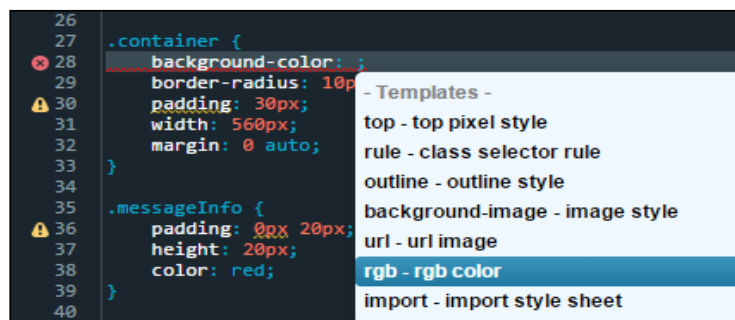 26
27 .container {
28 background-color: ;
29 border-radius: 10p
30 padding: 30px;
31 width: 560px;
32 margin: 0 auto;
33 }
34
35 .messageInfo {
36 padding: 0px 20px;
37 height: 20px;
38 color: red;
39 }
40
- Templates -
top - top pixel style
rule - class selector rule
outline - outline style
background-image - image style
url - url image
rgb - rgb color
import - import style sheet